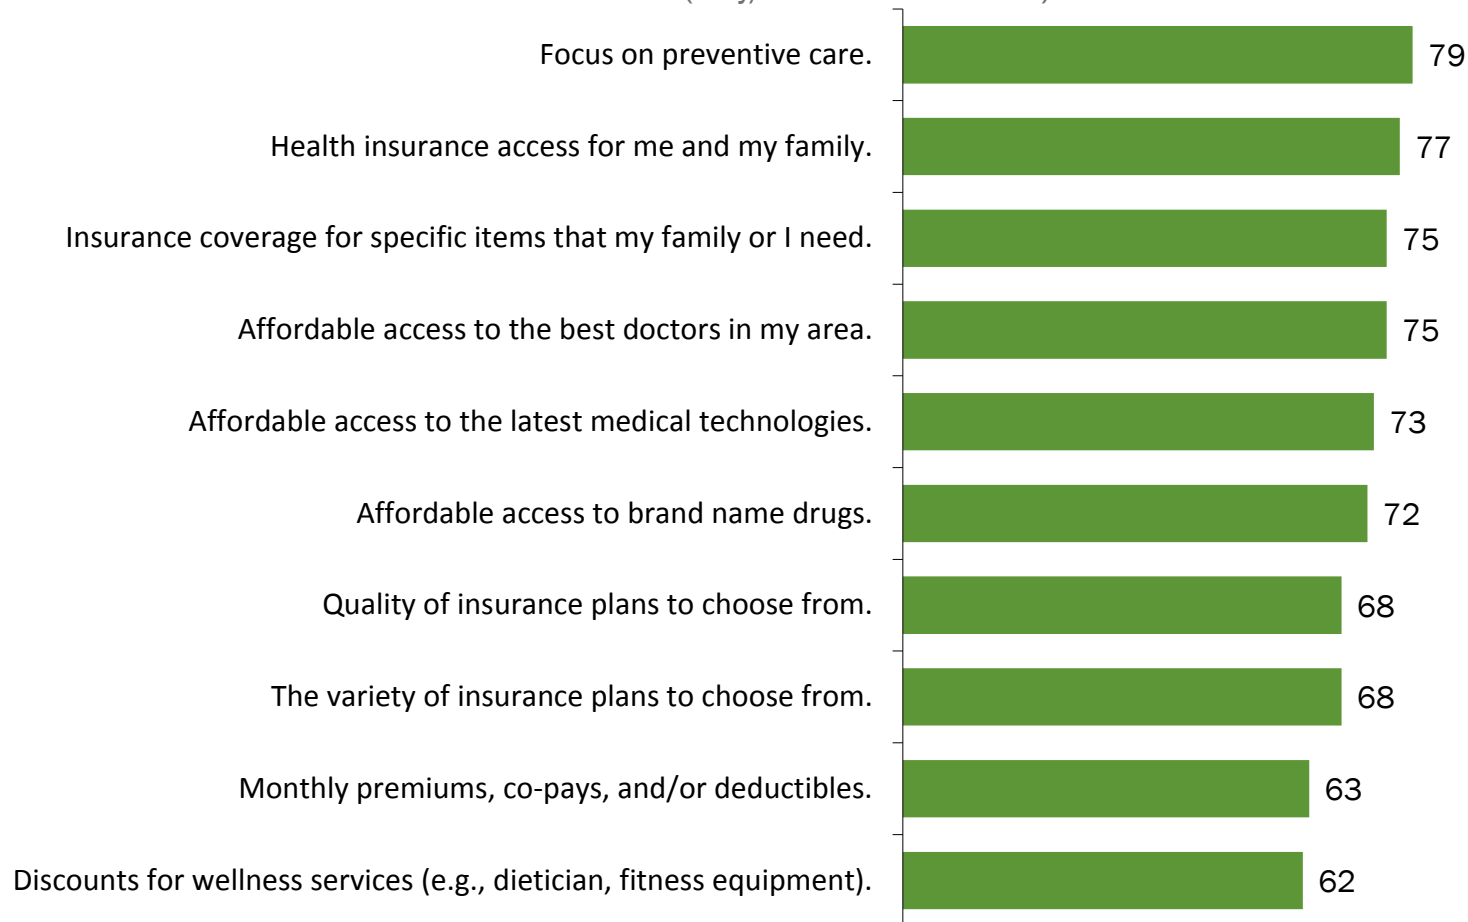 Focus on preventive care. 79
Health insurance access for me and my family. 77
Insurance coverage for specific items that my family or I need. 75
Affordable access to the best doctors in my area. 75
Affordable access to the latest medical technologies. 73
Affordable access to brand name drugs. 72
Quality of insurance plans to choose from. 68
The variety of insurance plans to choose from. 68
Monthly premiums, co-pays, and/or deductibles. 63
Discounts for wellness services (e.g., dietician, fitness equipment). 62